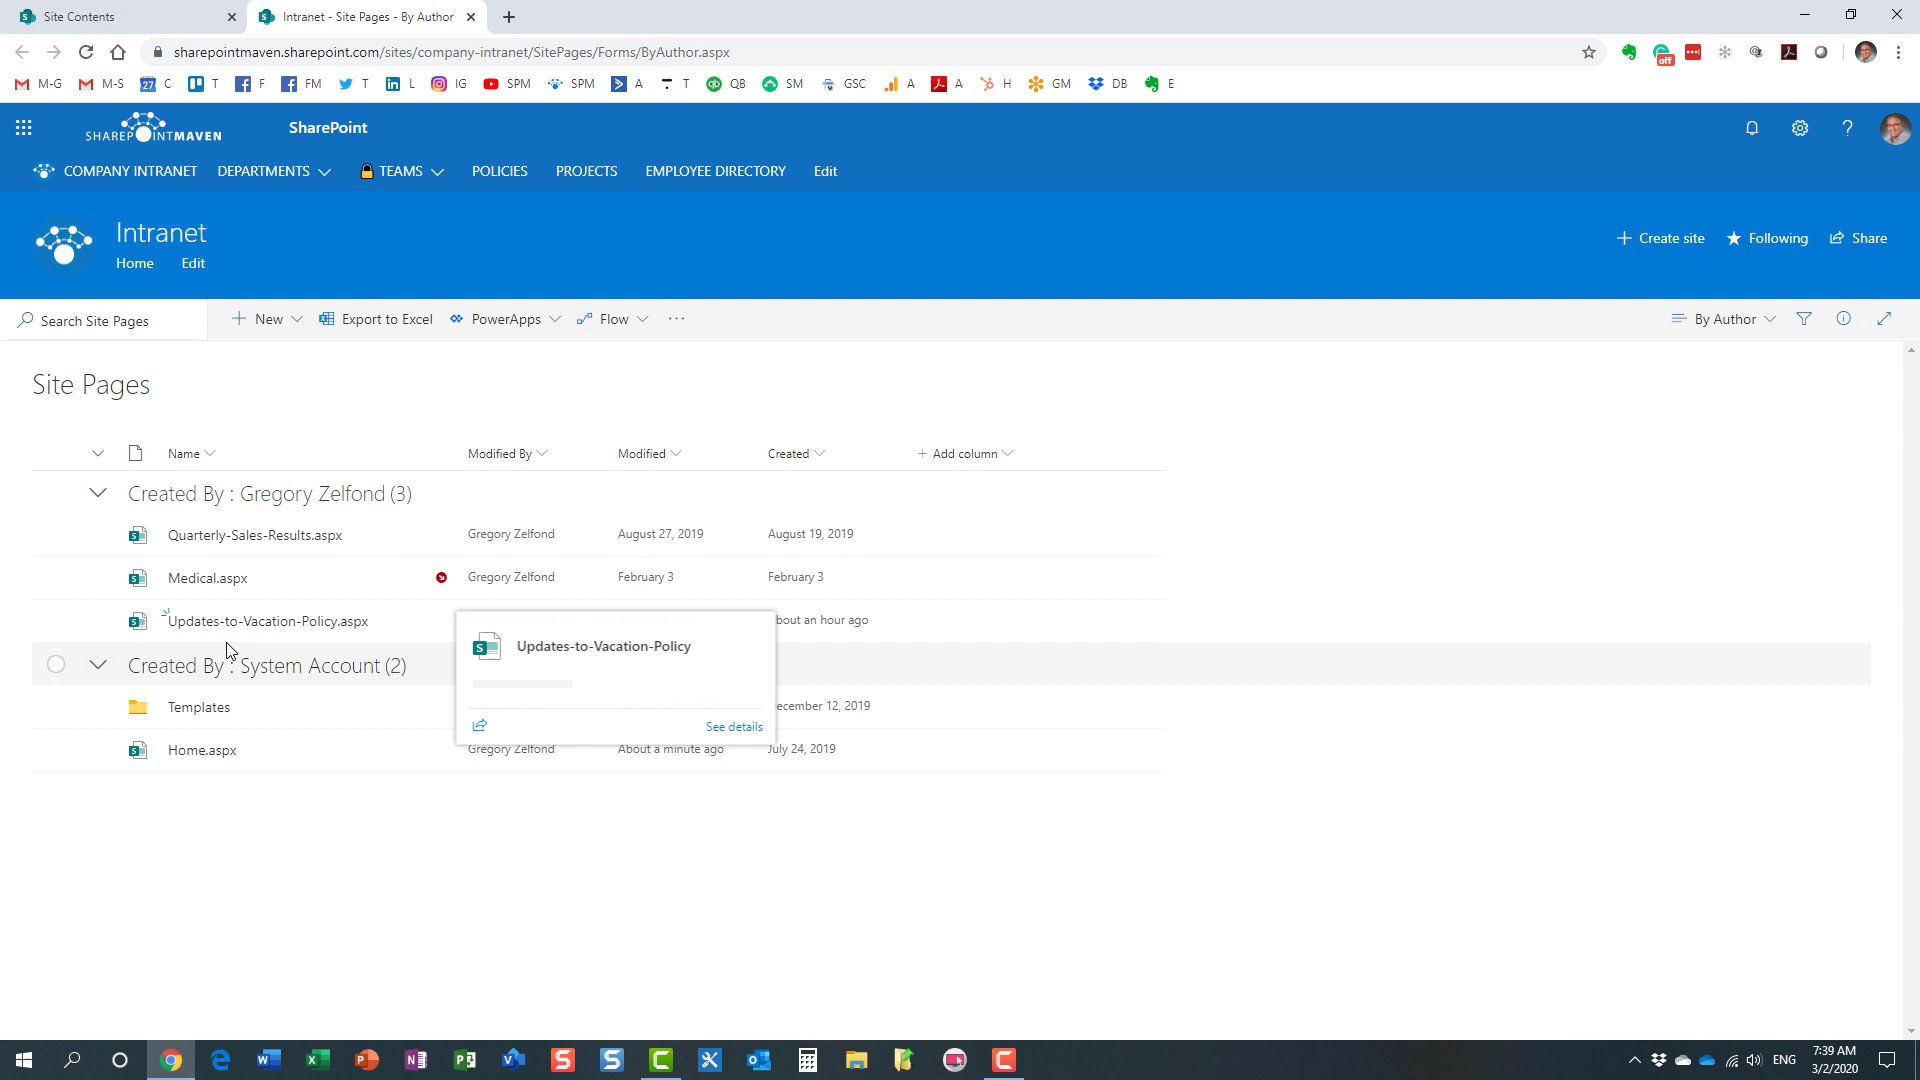 Site Contents
Intranet - Site Pages - By Author
sharepointmaven.sharepoint.com/sites/company-intranet/SitePages/Forms/ByAuthor.aspx
off
M-G M-S 27 C T F FM T L IG SPM SPM A T QB SM GSC A A H GM DB E
SHAREPOINTMAVEN SharePoint
COMPANY INTRANET DEPARTMENTS TEAMS POLICIES PROJECTS EMPLOYEE DIRECTORY Edit
Intranet
Home Edit
Create site Following Share
Search Site Pages New Export to Excel PowerApps Flow ··· By Author
Site Pages
Name Modified By Modified Created + Add column
Created By : Gregory Zelfond (3)
Quarterly-Sales-Results.aspx Gregory Zelfond August 27, 2019 August 19, 2019
Medical.aspx Gregory Zelfond February 3 February 3
Updates-to-Vacation-Policy.aspx bout an hour ago
Updates-to-Vacation-Policy
Created By : System Account (2)
Templates ecember 12, 2019
See details
Home.aspx Gregory Zelfond About a minute ago July 24, 2019
ENG
7:39 AM
3/2/2020